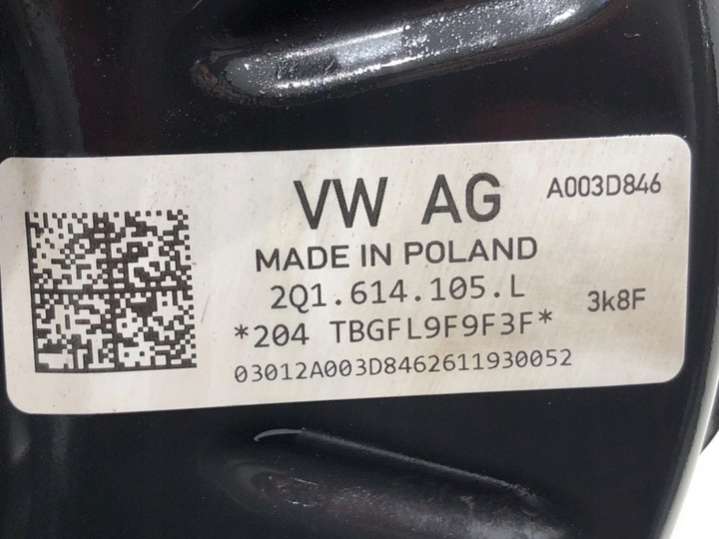 VW AG
A003D846
MADE IN POLAND
2Q1.614.105.L
3k8F
*204 TBGFL9F9F3F*
03012A003D8462611930052